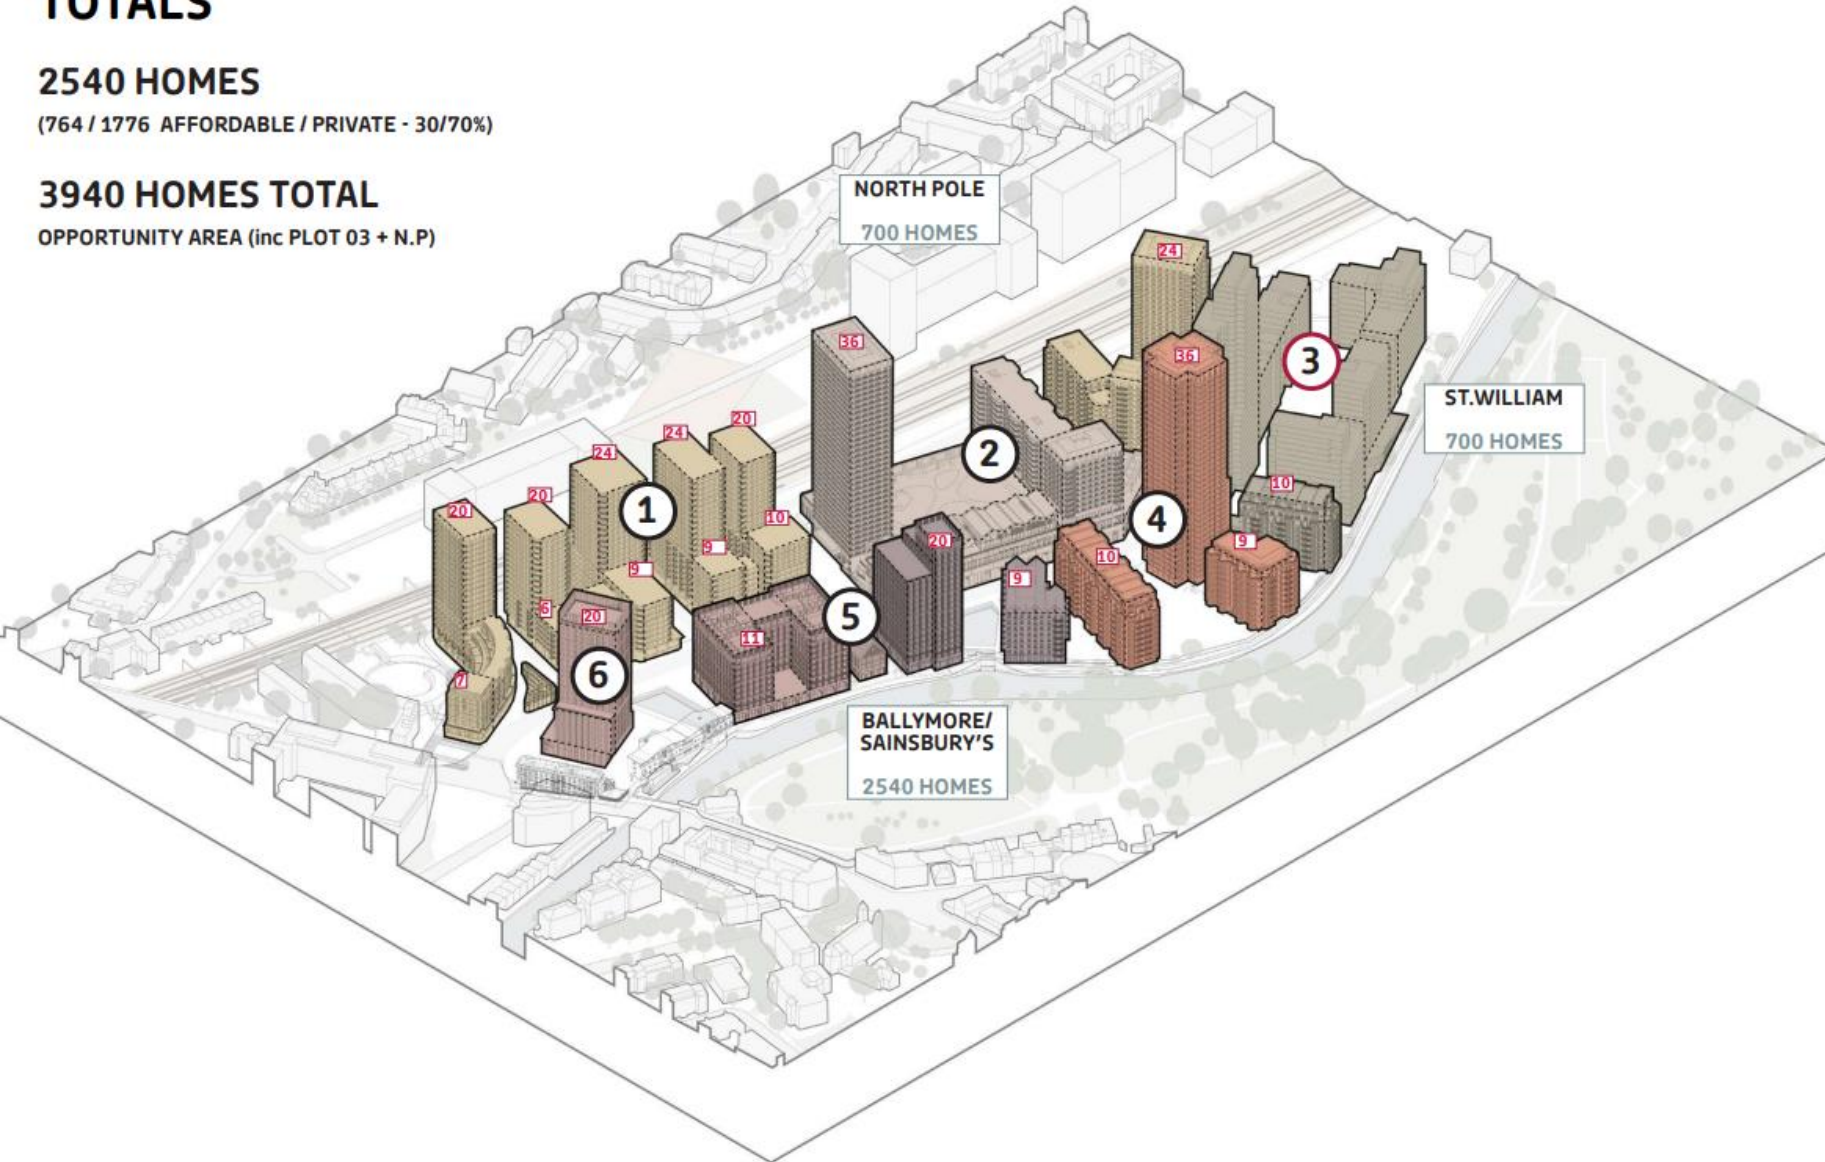 TOTALS
2540 HOMES
(764 / 1776 AFFORDABLE / PRIVATE - 30/70%)
3940 HOMES TOTAL
OPPORTUNITY AREA (inc PLOT 03 + N.P)
NORTH POLE
700 HOMES
24
36
36
3
ST.WILLIAM
700 HOMES
20
24
24
2
10
20
20
1
10
4
9
20
9
10
9
9
6
20
11
5
6
7
BALLYMORE/
SAINSBURY'S
2540 HOMES